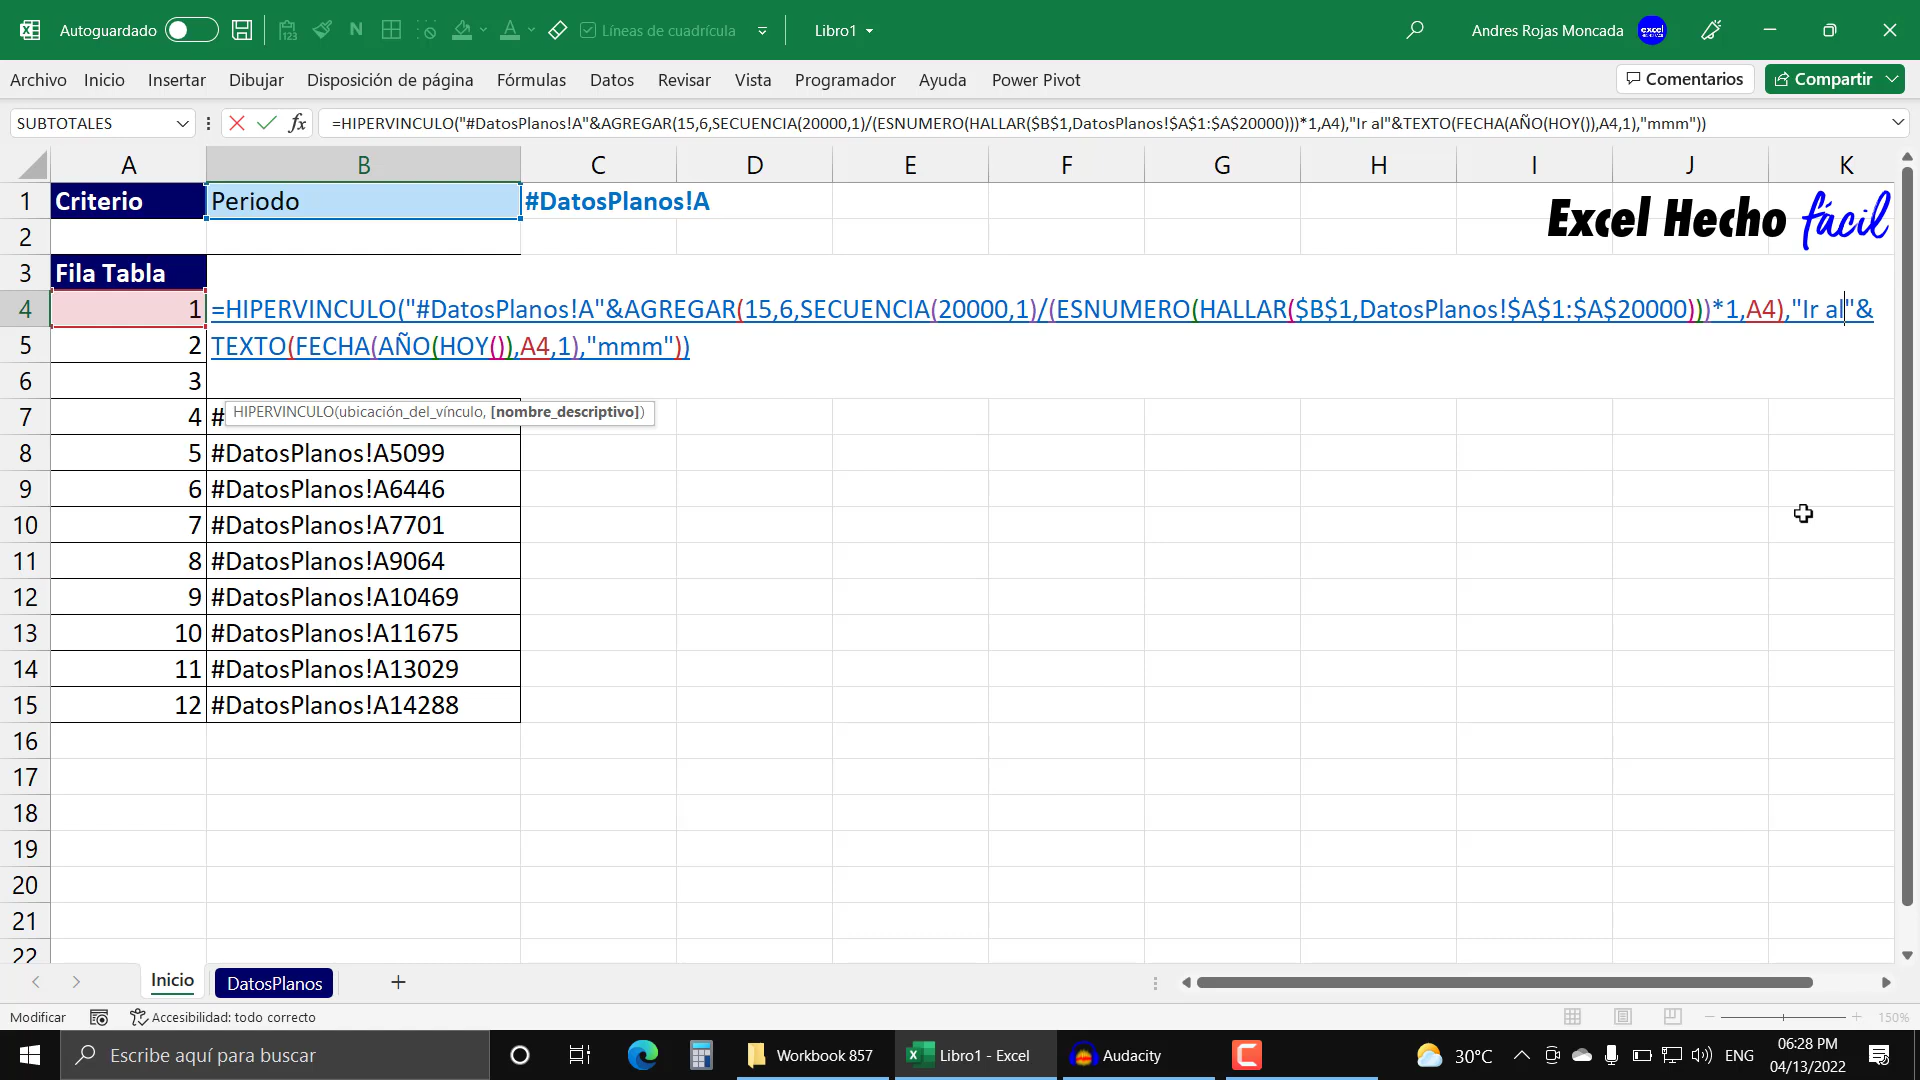 Autoguardado
Líneas de cuadrícula
Libro1
Andres Rojas Moncada
Archivo Inicio Insertar Dibujar Disposición de página Fórmulas Datos Revisar Vista Programador Ayuda Power Pivot
Comentarios
Compartir
SUBTOTALES
fx
=HIPERVINCULO("#DatosPlanos!A"&AGREGAR(15,6,SECUENCIA(20000,1)/(ESNUMERO(HALLAR($B$1,DatosPlanos!$A$1:$A$20000)))*1,A4),"Ir al"&TEXTO(FECHA(AÑO(HOY()),A4,1),"mmm"))
A B C D E F G H I J K
1 Criterio Periodo #DatosPlanos!A
Excel Hecho fácil
2
3 Fila Tabla
4 1 =HIPERVINCULO("#DatosPlanos!A"&AGREGAR(15,6,SECUENCIA(20000,1)/(ESNUMERO(HALLAR($B$1,DatosPlanos!$A$1:$A$20000)))*1,A4),"Ir al"&
5 2 TEXTO(FECHA(AÑO(HOY()),A4,1),"mmm"))
6 3
7 4 #
HIPERVINCULO(ubicación_del_vínculo, [nombre_descriptivo])
8 5 #DatosPlanos!A5099
9 6 #DatosPlanos!A6446
10 7 #DatosPlanos!A7701
11 8 #DatosPlanos!A9064
12 9 #DatosPlanos!A10469
13 10 #DatosPlanos!A11675
14 11 #DatosPlanos!A13029
15 12 #DatosPlanos!A14288
16
17
18
19
20
21
22
Inicio DatosPlanos
Modificar
Accesibilidad: todo correcto
150%
Escribe aquí para buscar
Workbook 857
Libro1 - Excel
Audacity
30°C
ENG
06:28 PM
04/13/2022